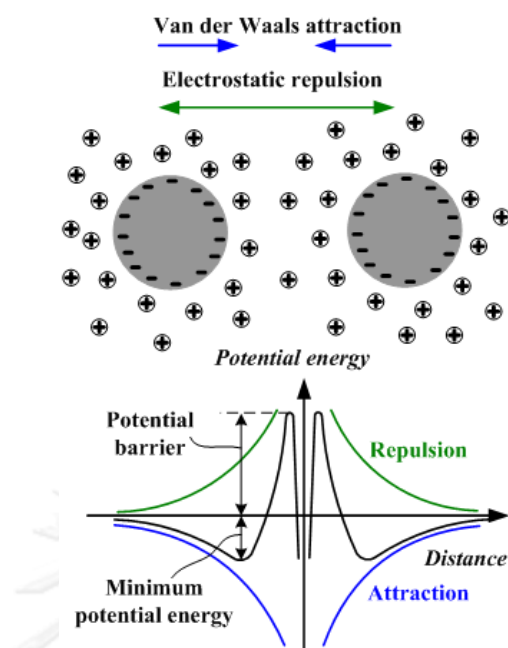 Van der Waals attraction
Electrostatic repulsion
Potential energy
Potential
barrier
Repulsion
Distance
Minimum
potential energy
Attraction